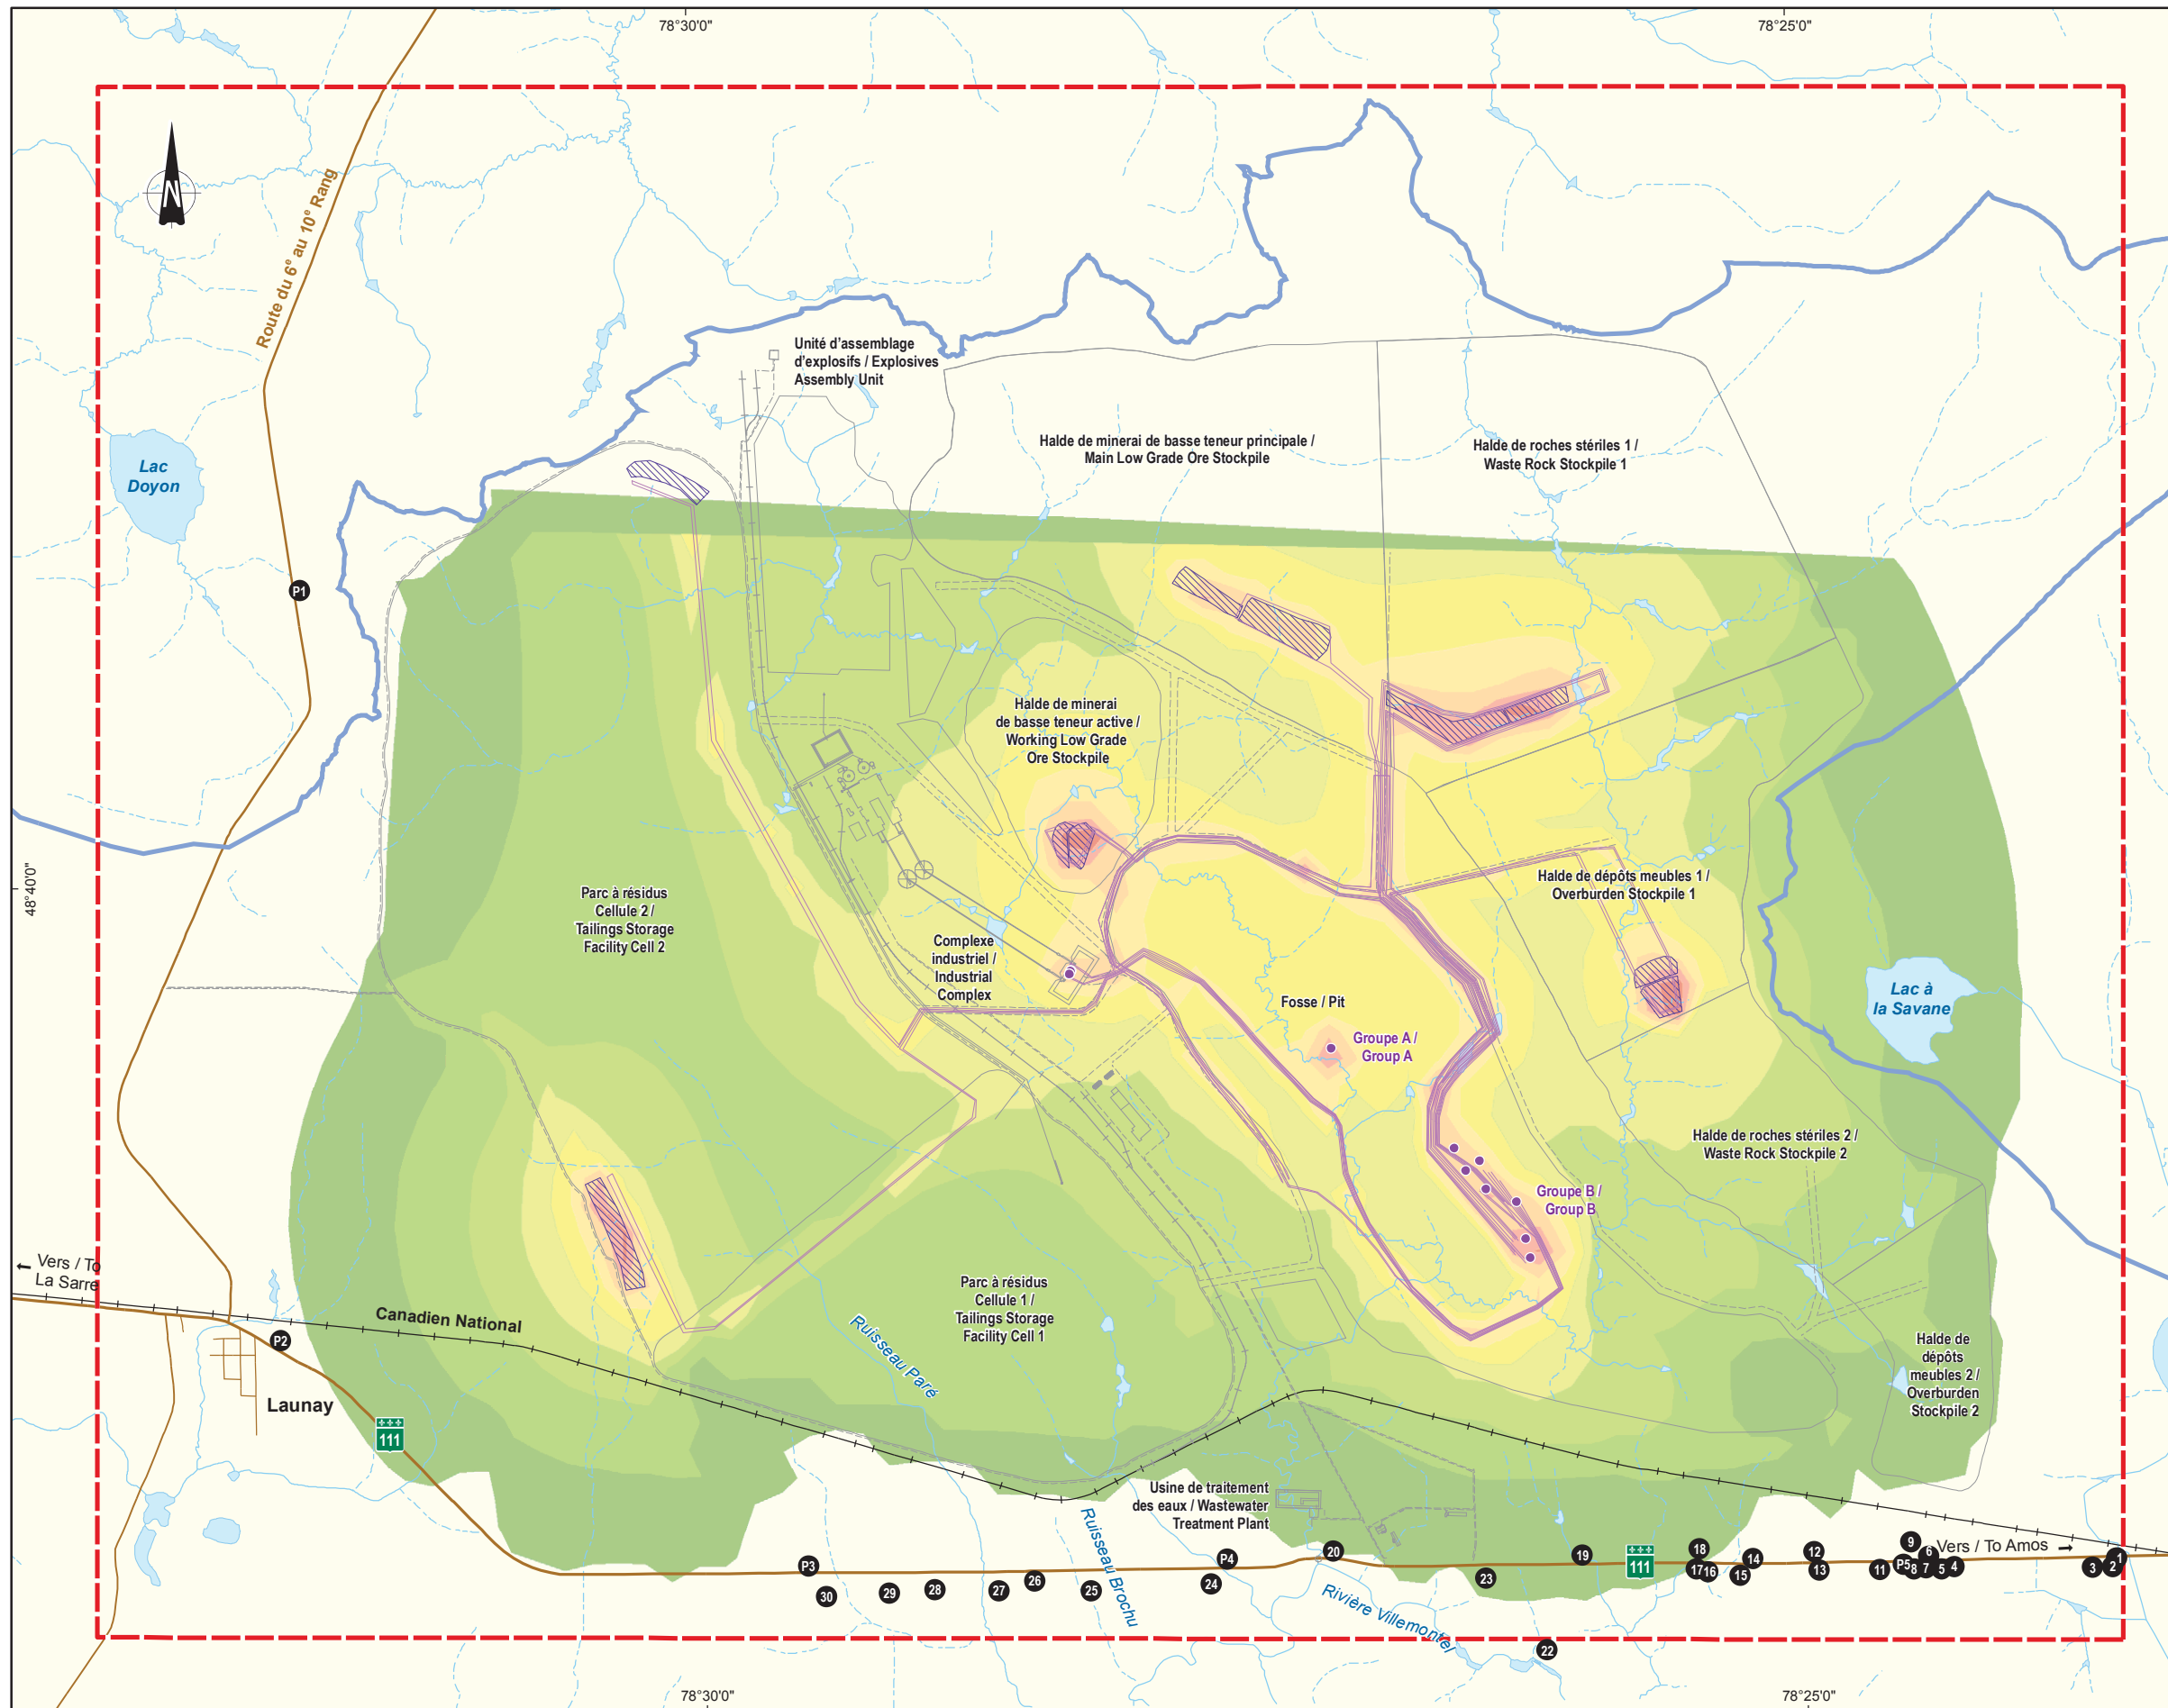 78°30'0"
78°25'0"
N
Route du 6e au 10e Rang
Unité d'assemblage
d'explosifs / Explosives
Assembly Unit
Halde de minerai de basse teneur principale /
Main Low Grade Ore Stockpile
Halde de roches stériles 1 /
Waste Rock Stockpile 1
Lac
Doyon
P1
Halde de minerai
de basse teneur active /
Working Low Grade
Ore Stockpile
48°40'0"
Parc à résidus
Cellule 2 /
Tailings Storage
Facility Cell 2
Halde de dépôts meubles 1 /
Overburden Stockpile 1
Complexe
industriel /
Industrial
Complex
Fosse / Pit
Lac à
la Savane
Groupe A /
Group A
Halde de roches stériles 2 /
Waste Rock Stockpile 2
Groupe B /
Group B
Vers / To
La Sarre
Canadien National
P2
Parc à résidus
Cellule 1 /
Tailings Storage
Facility Cell 1
Ruisseau Paré
Halde de
dépôts
meubles 2 /
Overburden
Stockpile 2
Launay
111
Usine de traitement
des eaux / Wastewater
Treatment Plant
Ruisseau Brochu
Rivière Villemontel
Vers / To Amos
111
P3
30
29
28
27
26
25
P4
24
20
23
22
19
18
17
16
15
14
12
13
11
9
P5
8
6
7
5
4
3
2
1
78°30'0"
78°25'0"